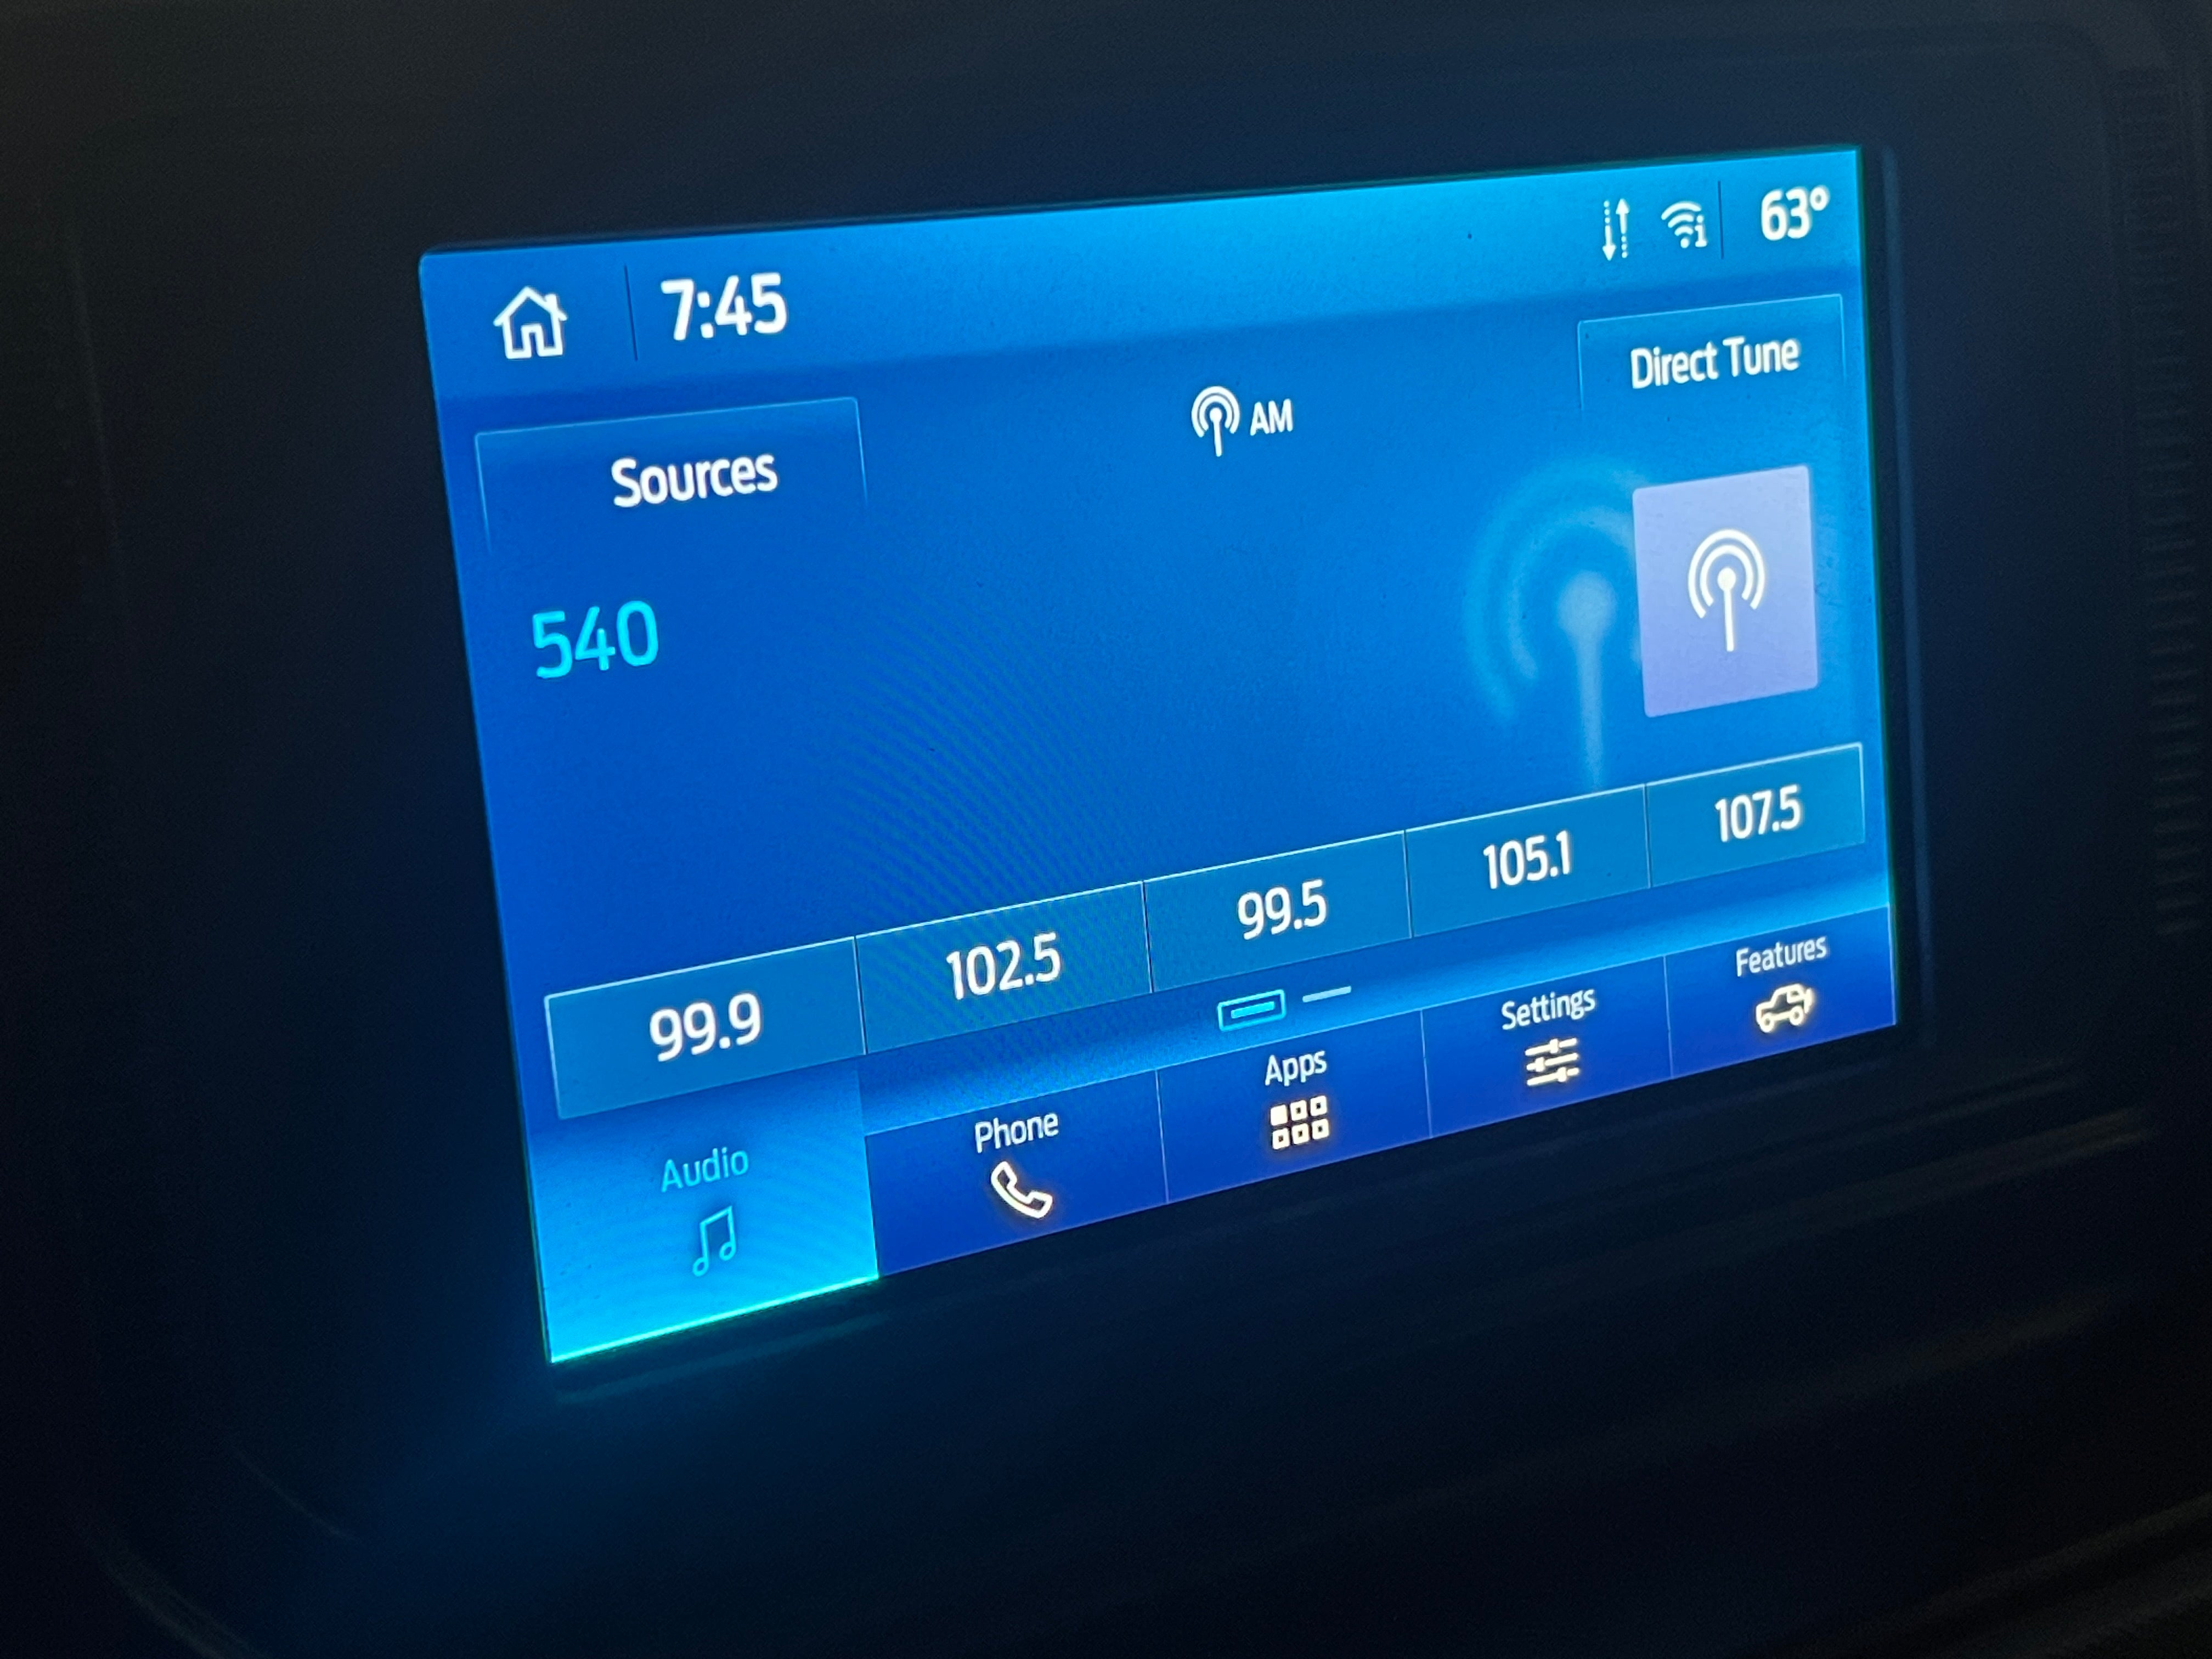 7:45
63°
Sources
AM
Direct Tune
540
99.9
102.5
99.5
105.1
107.5
Audio
Phone
Apps
Settings
Features